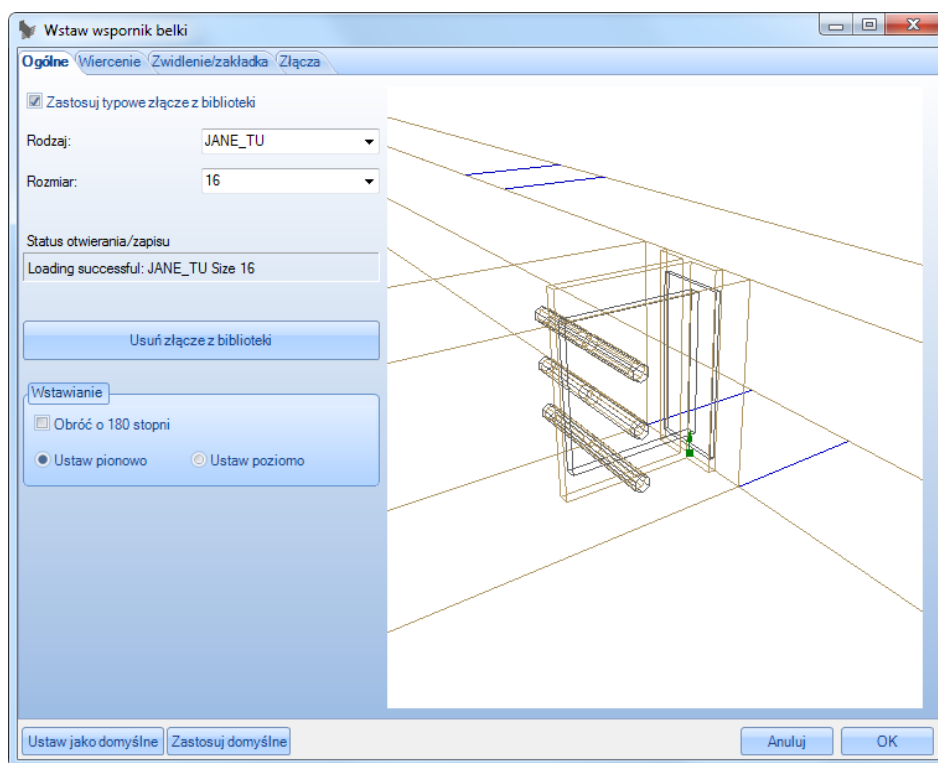 Wstaw wspornik belki
Ogólne Wiercenie Zwidlenie/zakładka Złącza
Zastosuj typowe złącze z biblioteki
Rodzaj: JANE_TU
Rozmiar: 16
Status otwierania/zapisu
Loading successful: JANE_TU Size 16
Usuń złącze z biblioteki
Wstawianie
Obróć o 180 stopni
Ustaw pionowo Ustaw poziomo
Ustaw jako domyślne Zastosuj domyślne Anuluj OK